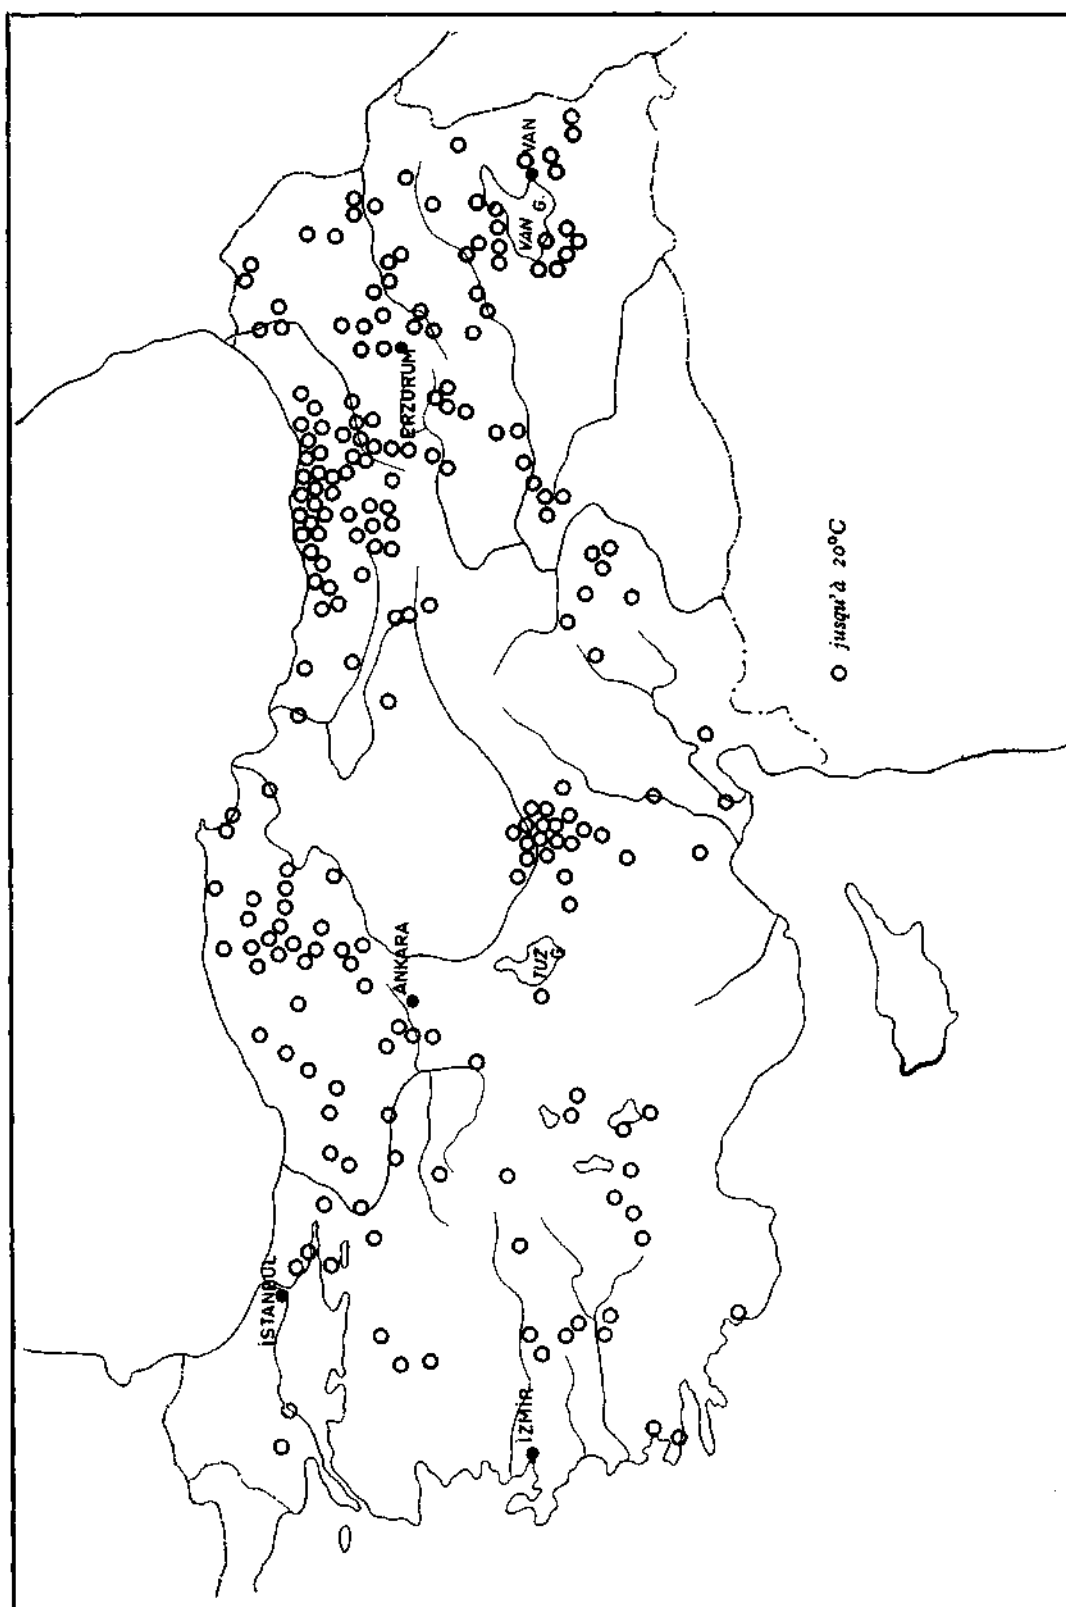 İSTANBUL
ANKARA
ERZURUM
VAN
VAN G.
TUZ G
İZMİR
jusqu'à 20°C